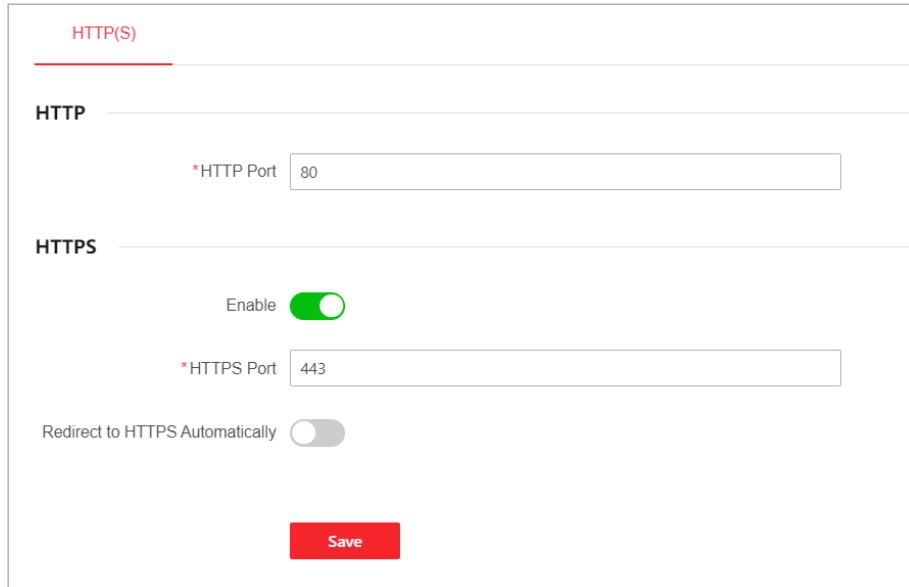 HTTP(S)
HTTP
*HTTP Port 80
HTTPS
Enable
*HTTPS Port 443
Redirect to HTTPS Automatically
Save